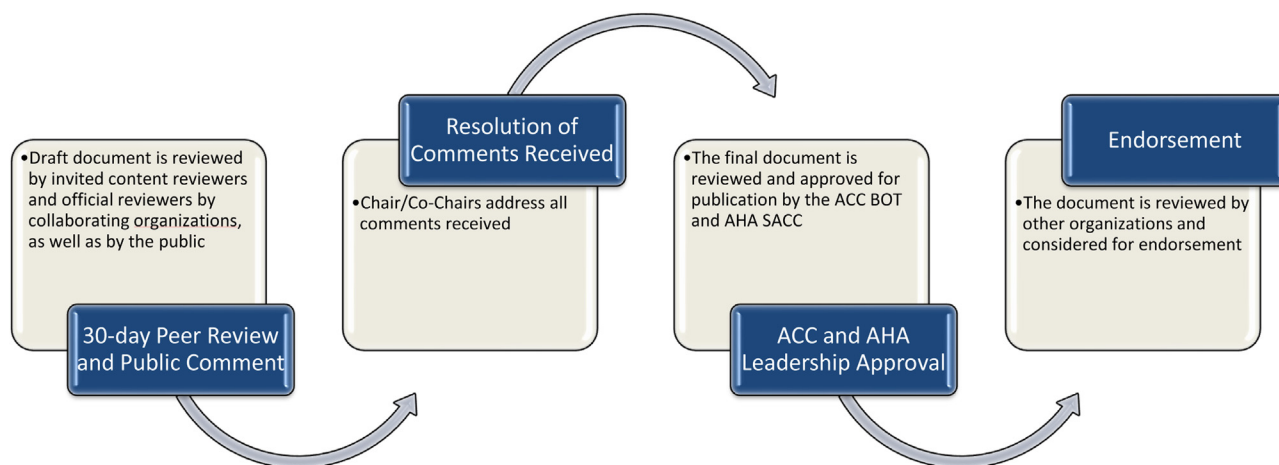 •Draft document is reviewed
by invited content reviewers
and official reviewers by
collaborating organizations,
as well as by the public
30-day Peer Review
and Public Comment
Resolution of
Comments Received
•Chair/Co-Chairs address all
comments received
•The final document is
reviewed and approved for
publication by the ACC BOT
and AHA SACC
ACC and AHA
Leadership Approval
Endorsement
•The document is reviewed by
other organizations and
considered for endorsement